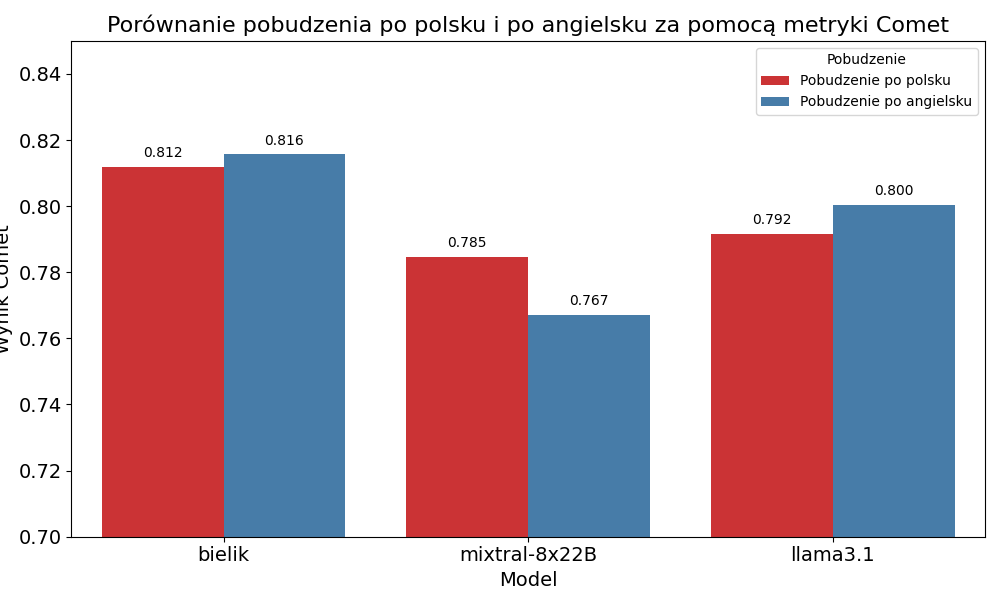 Porównanie pobudzenia po polsku i po angielsku za pomocą metryki Comet
Pobudzenie
Pobudzenie po polsku
Pobudzenie po angielsku
0.84
0.82
0.80
0.78
0.76
0.74
0.72
0.70
Wynik Comet
0.812
0.816
0.785
0.767
0.792
0.800
bielik
mixtral-8x22B
llama3.1
Model